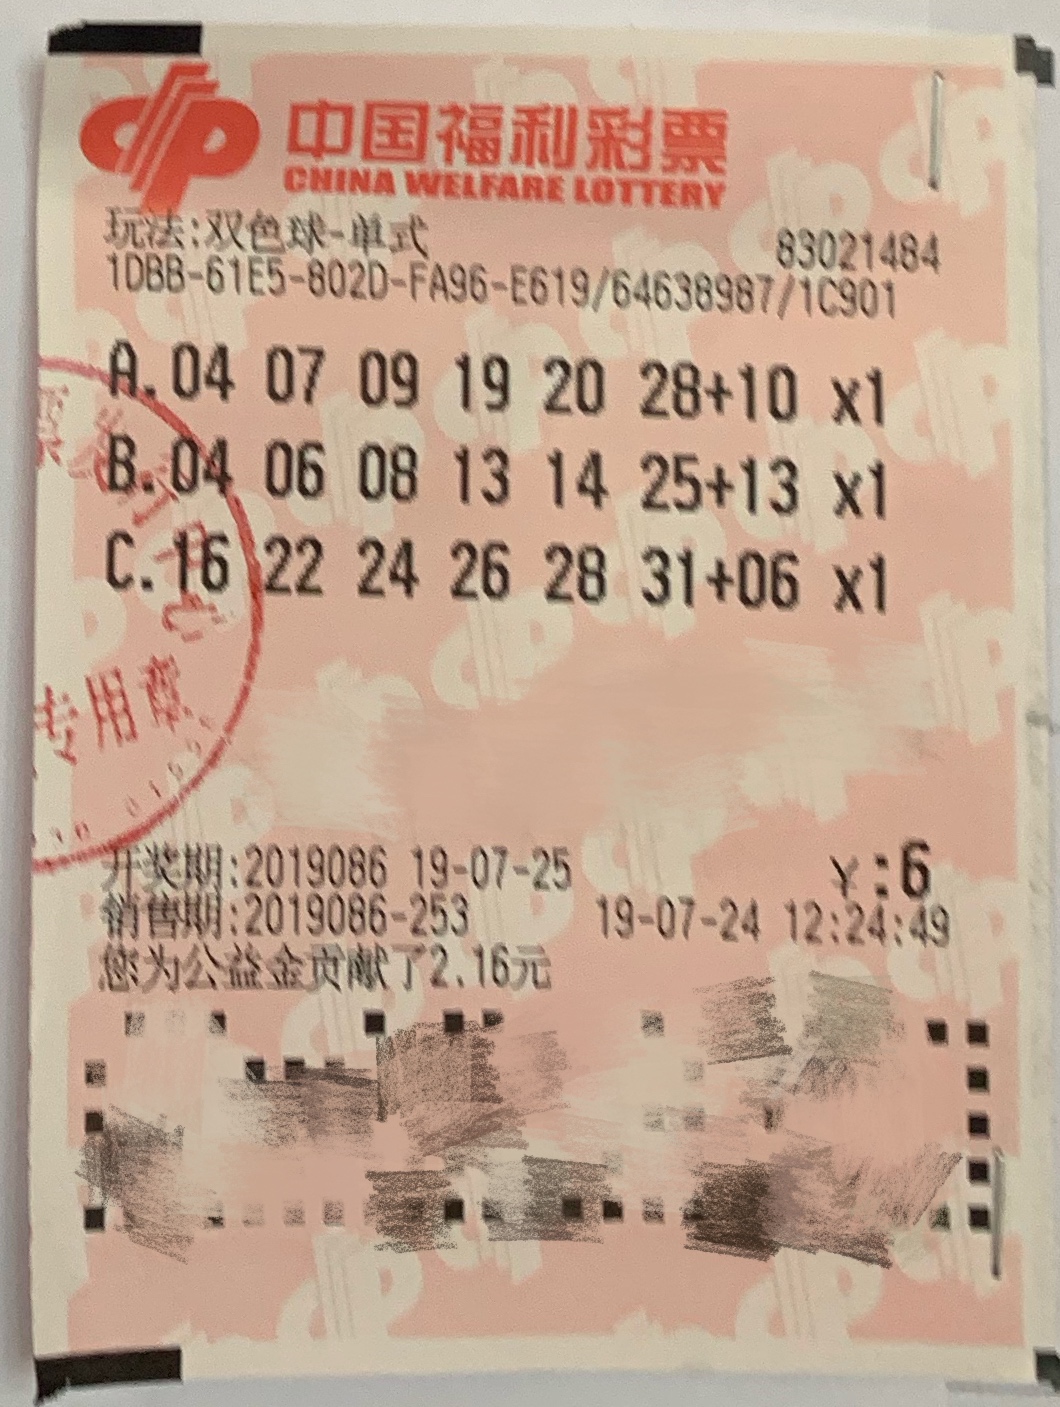 中国福利彩票
CHINA WELFARE LOTTERY
玩法:双色球-单式
83021484
1DBB-61E5-802D-FA96-E619/64638987/1C901
A.04 07 09 19 20 28+10 x1
B.04 06 08 13 14 25+13 x1
C.16 22 24 26 28 31+06 x1
专用章
开奖期:2019086 19-07-25
¥:6
销售期:2019086-253 19-07-24 12:24:49
您为公益金贡献了2.16元